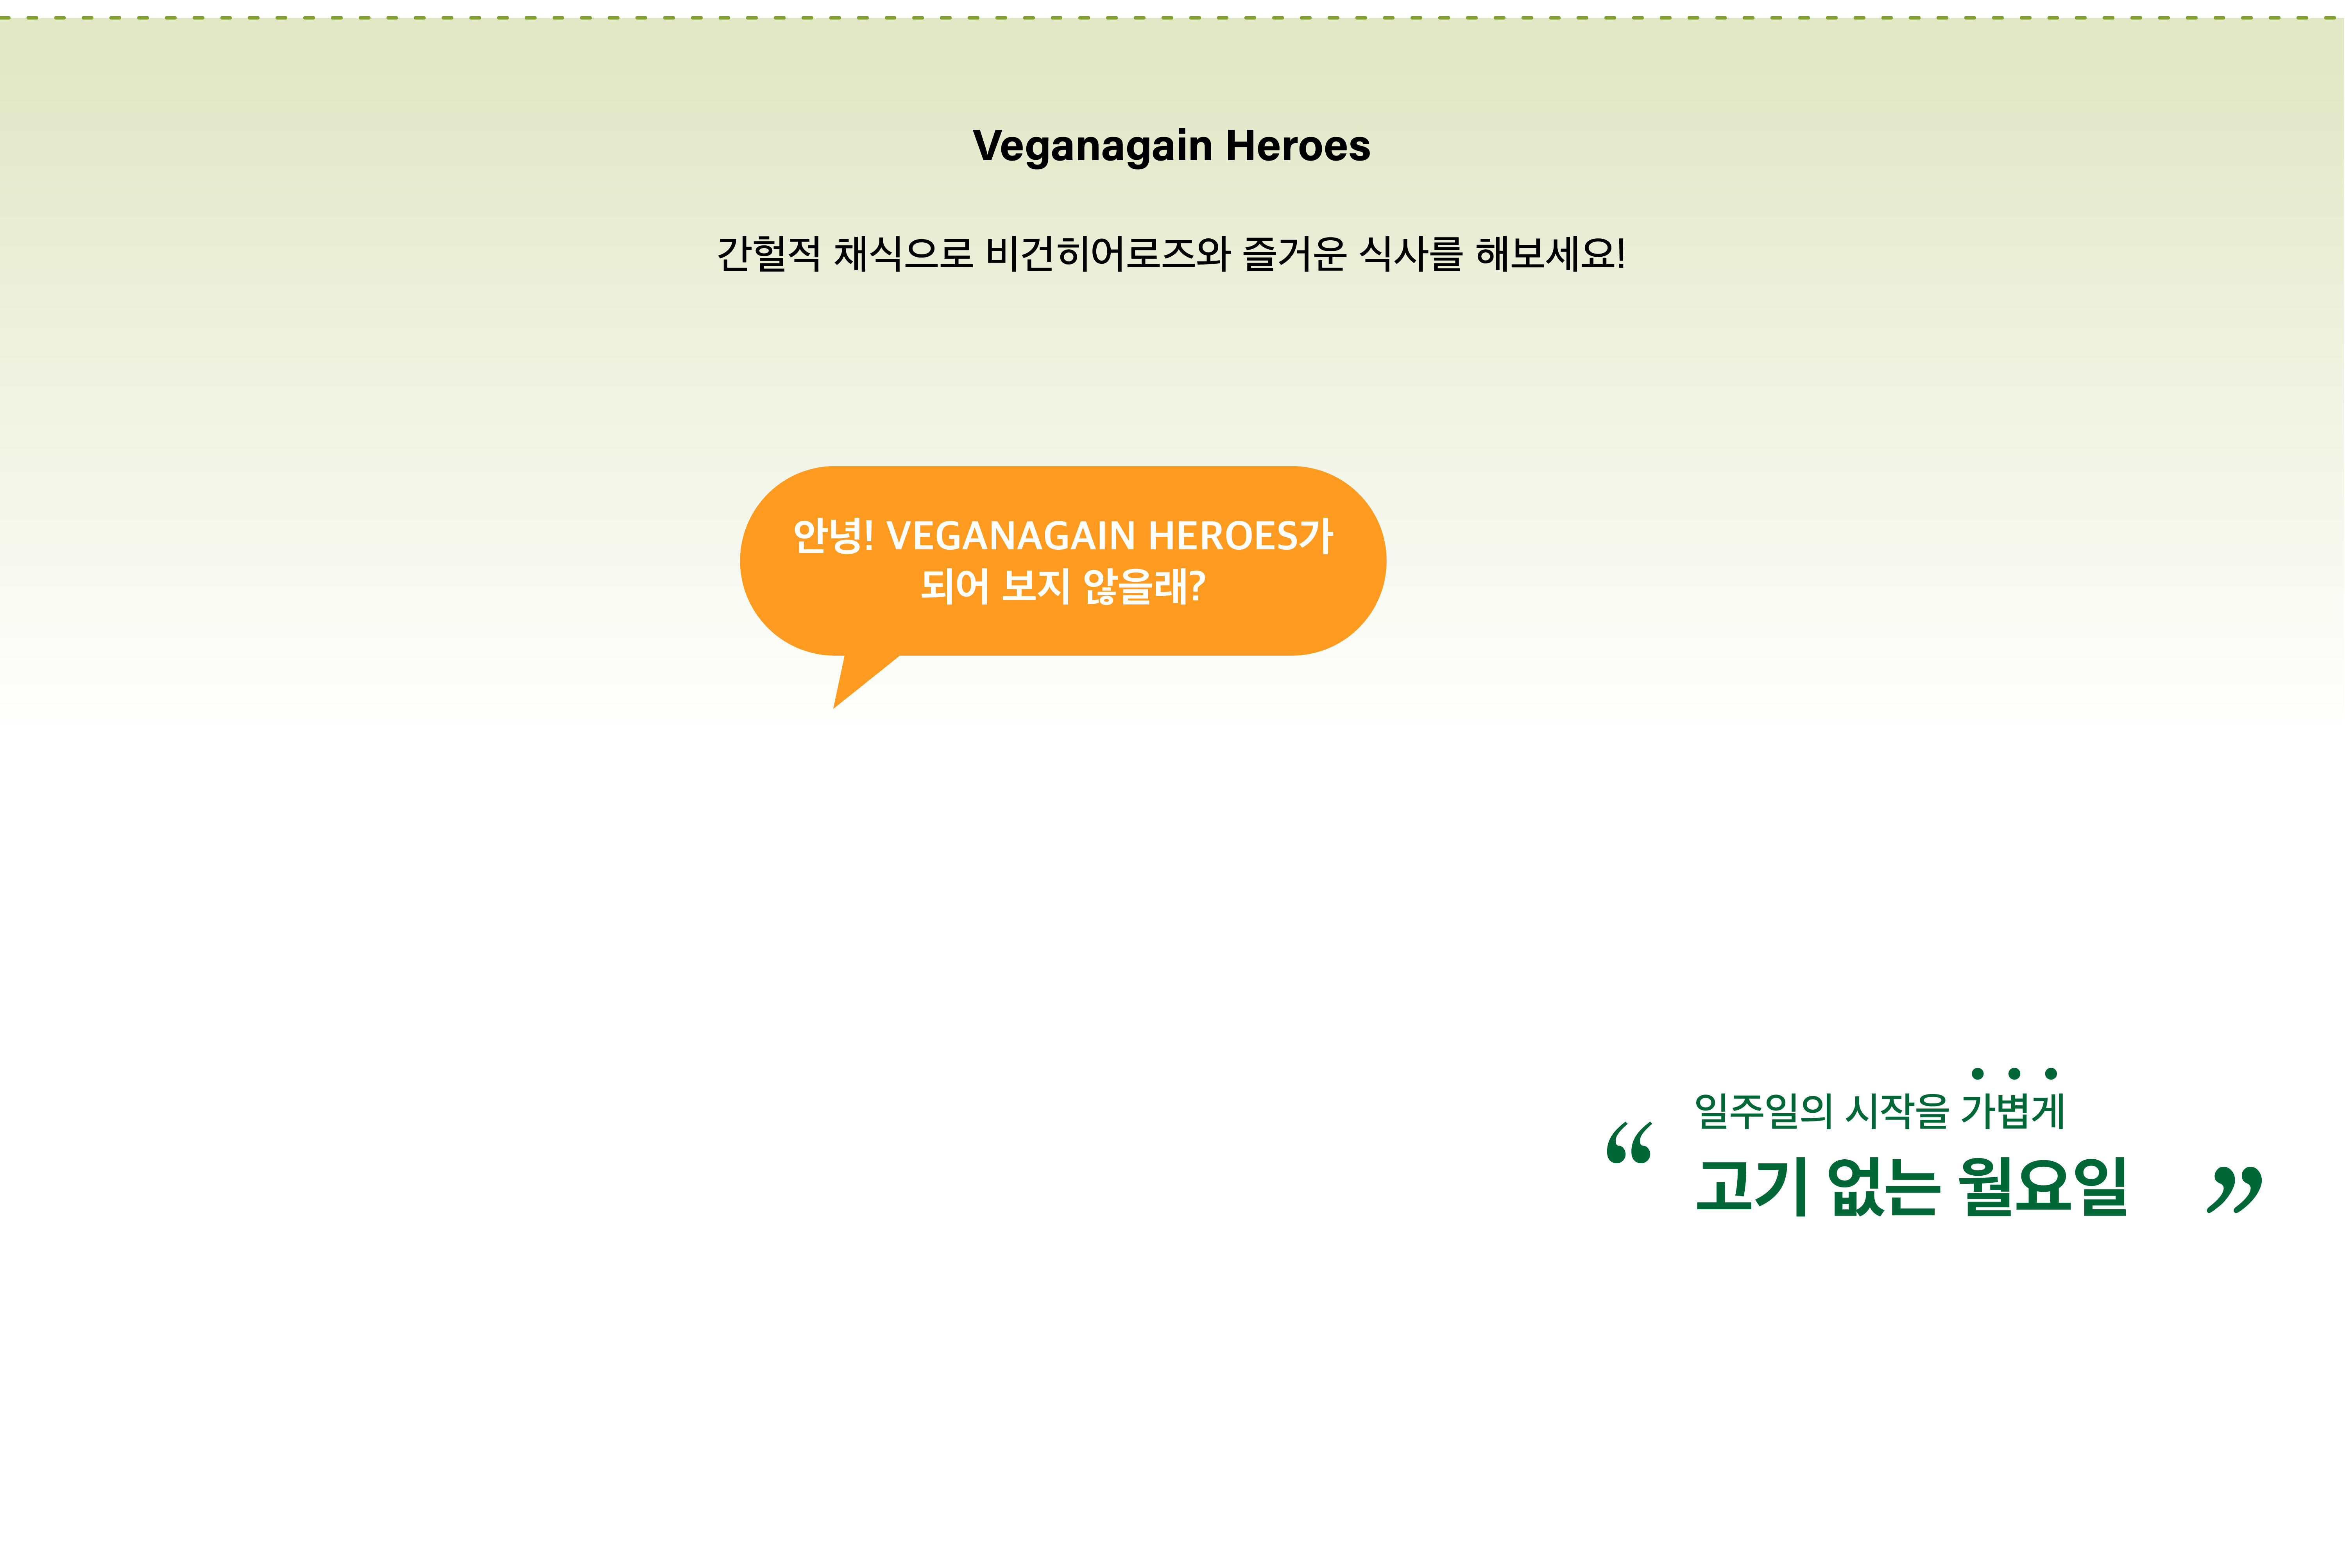 Veganagain Heroes
간헐적 채식으로 비건히어로즈와 즐거운 식사를 해보세요!
안녕! VEGANAGAIN HEROES가
되어 보지 않을래?
“ 일주일의 시작을 가볍게
고기 없는 월요일 ”